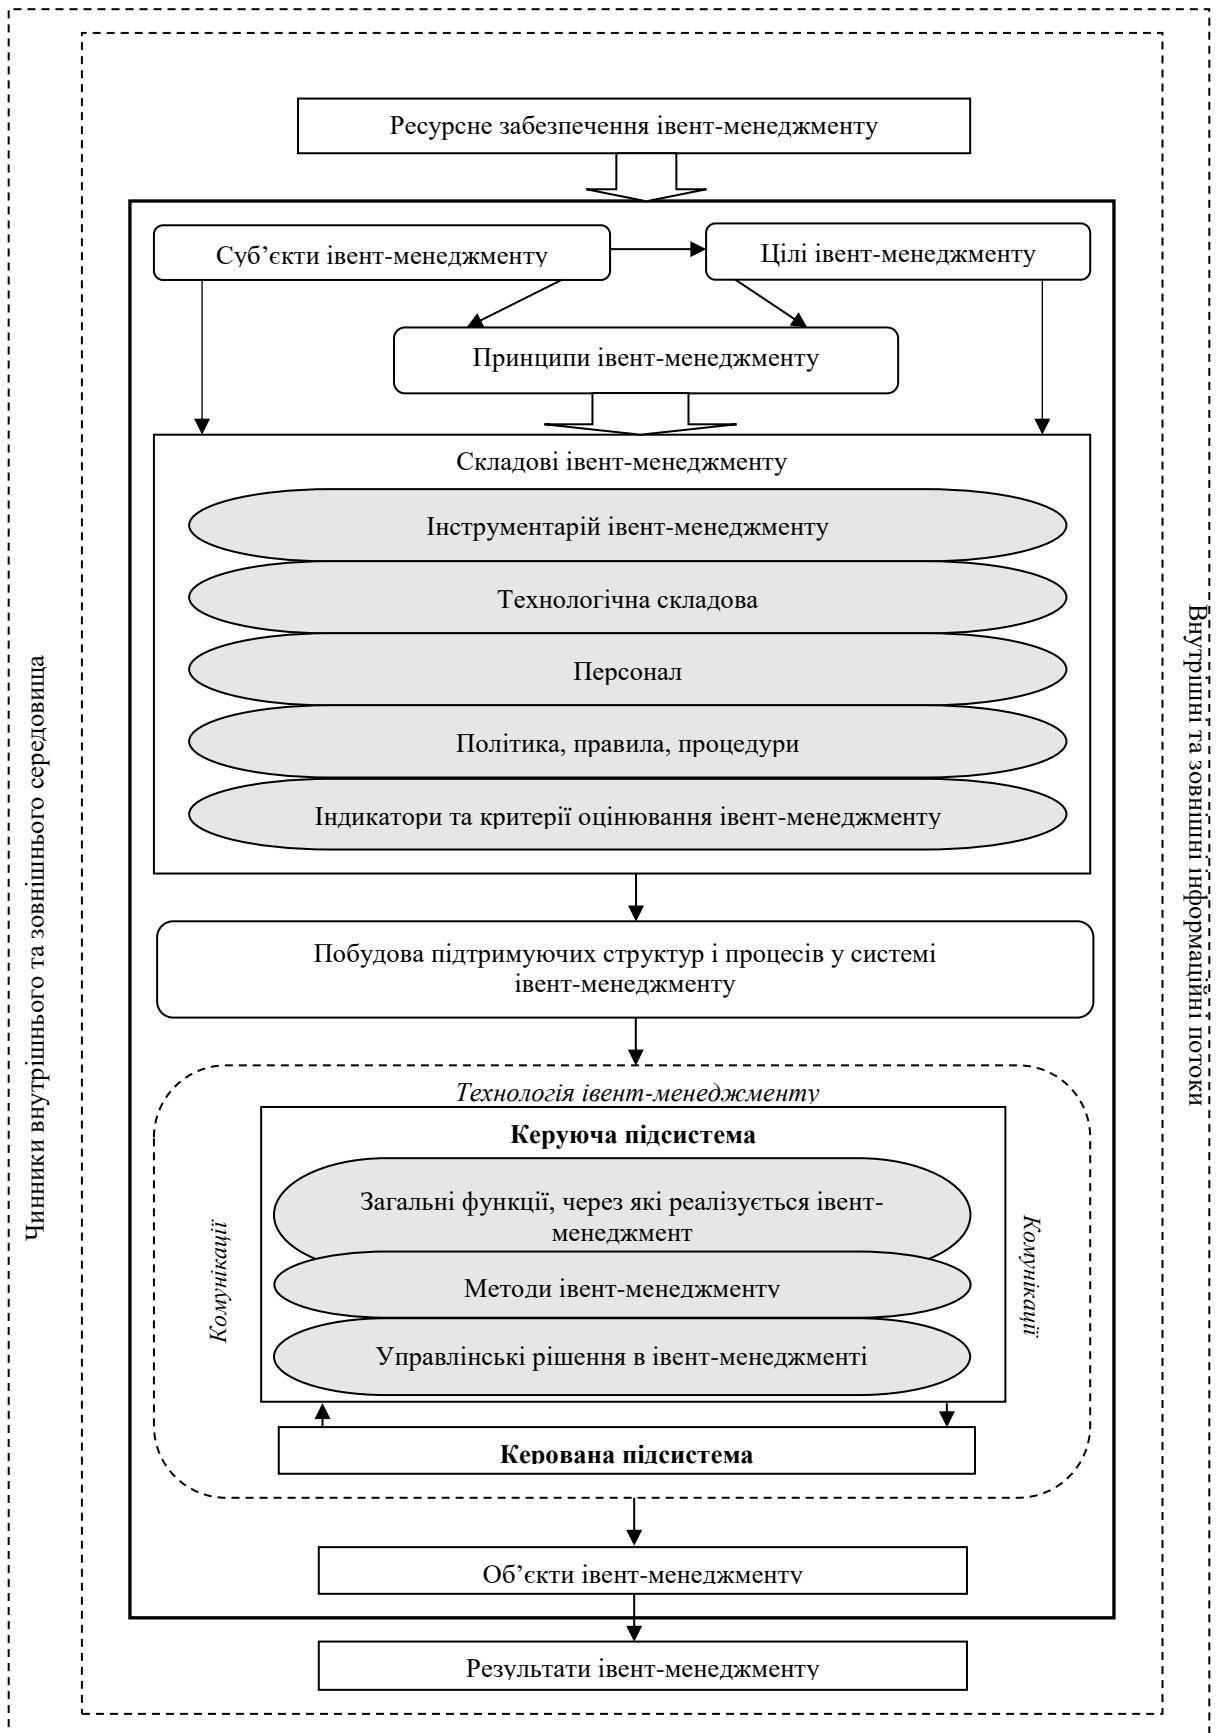 Ресурсне забезпечення івент-менеджменту
Суб’єкти івент-менеджменту
Цілі івент-менеджменту
Принципи івент-менеджменту
Складові івент-менеджменту
Інструментарій івент-менеджменту
Технологічна складова
Персонал
Політика, правила, процедури
Індикатори та критерії оцінювання івент-менеджменту
Побудова підтримуючих структур і процесів у системі
івент-менеджменту
Технологія івент-менеджменту
Керуюча підсистема
Загальні функції, через які реалізується івент-
менеджмент
Методи івент-менеджменту
Управлінські рішення в івент-менеджменті
Комунікації
Комунікації
Керована підсистема
Об’єкти івент-менеджменту
Результати івент-менеджменту
Чинники внутрішнього та зовнішнього середовища
Внутрішні та зовнішні інформаційні потоки